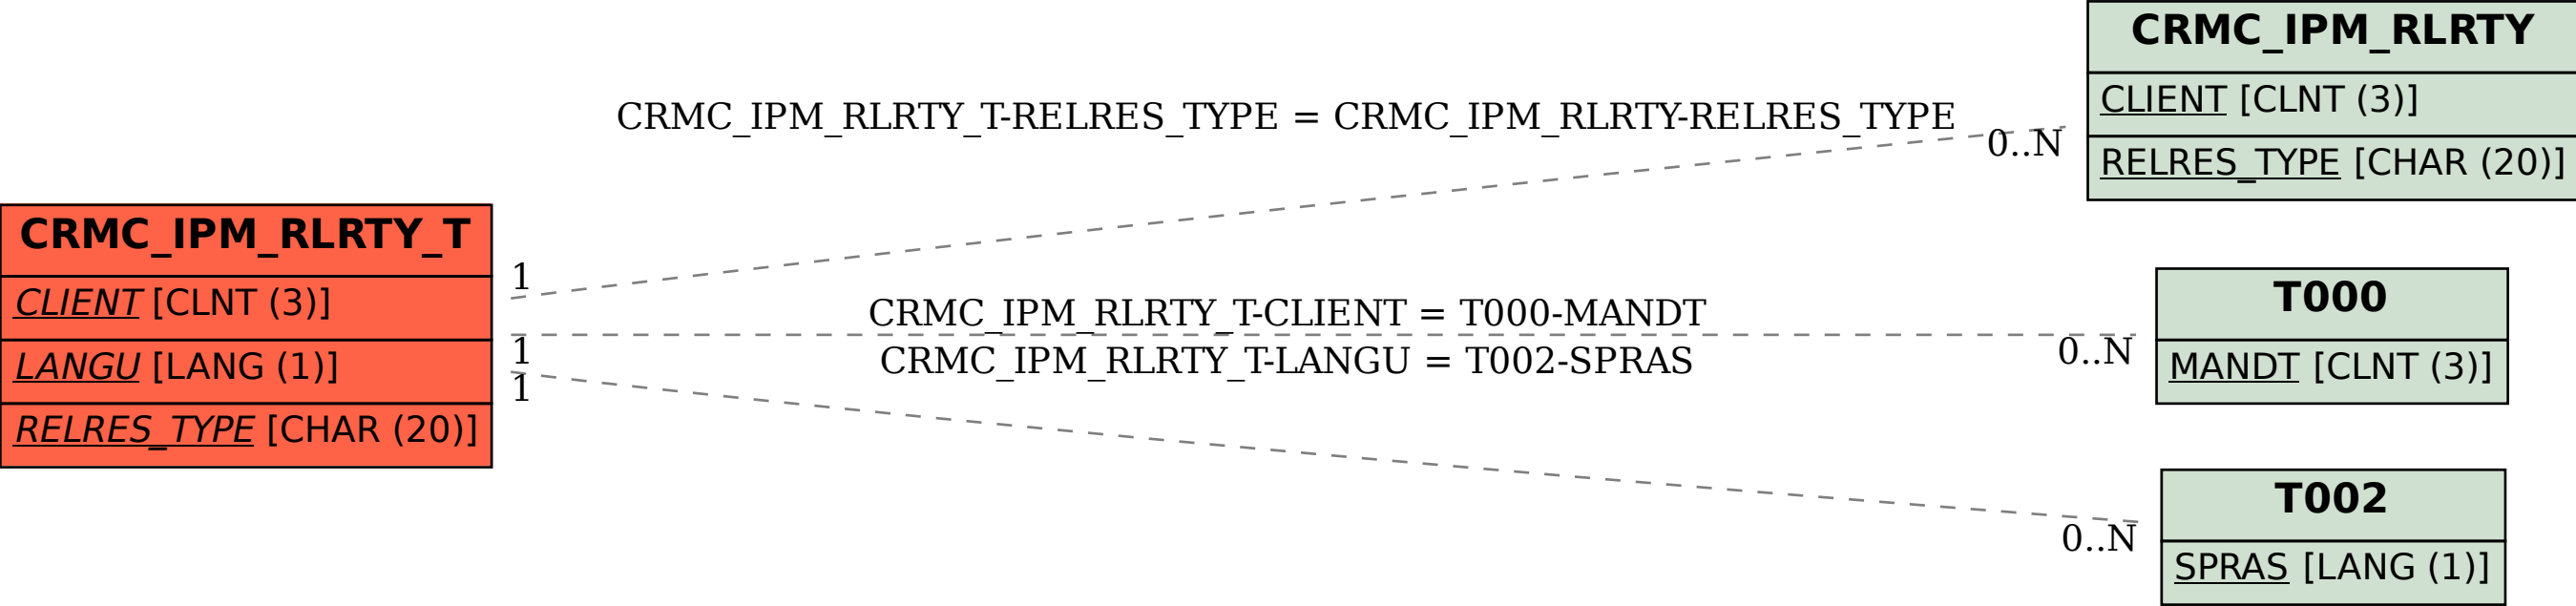 CRMC_IPM_RLRTY
CLIENT [CLNT (3)]
RELRES_TYPE [CHAR (20)]
CRMC_IPM_RLRTY_T-RELRES_TYPE = CRMC_IPM_RLRTY-RELRES_TYPE
0..N
CRMC_IPM_RLRTY_T
CLIENT [CLNT (3)]
LANGU [LANG (1)]
RELRES_TYPE [CHAR (20)]
1
1
1
CRMC_IPM_RLRTY_T-CLIENT = T000-MANDT
CRMC_IPM_RLRTY_T-LANGU = T002-SPRAS
0..N
T000
MANDT [CLNT (3)]
0..N
T002
SPRAS [LANG (1)]